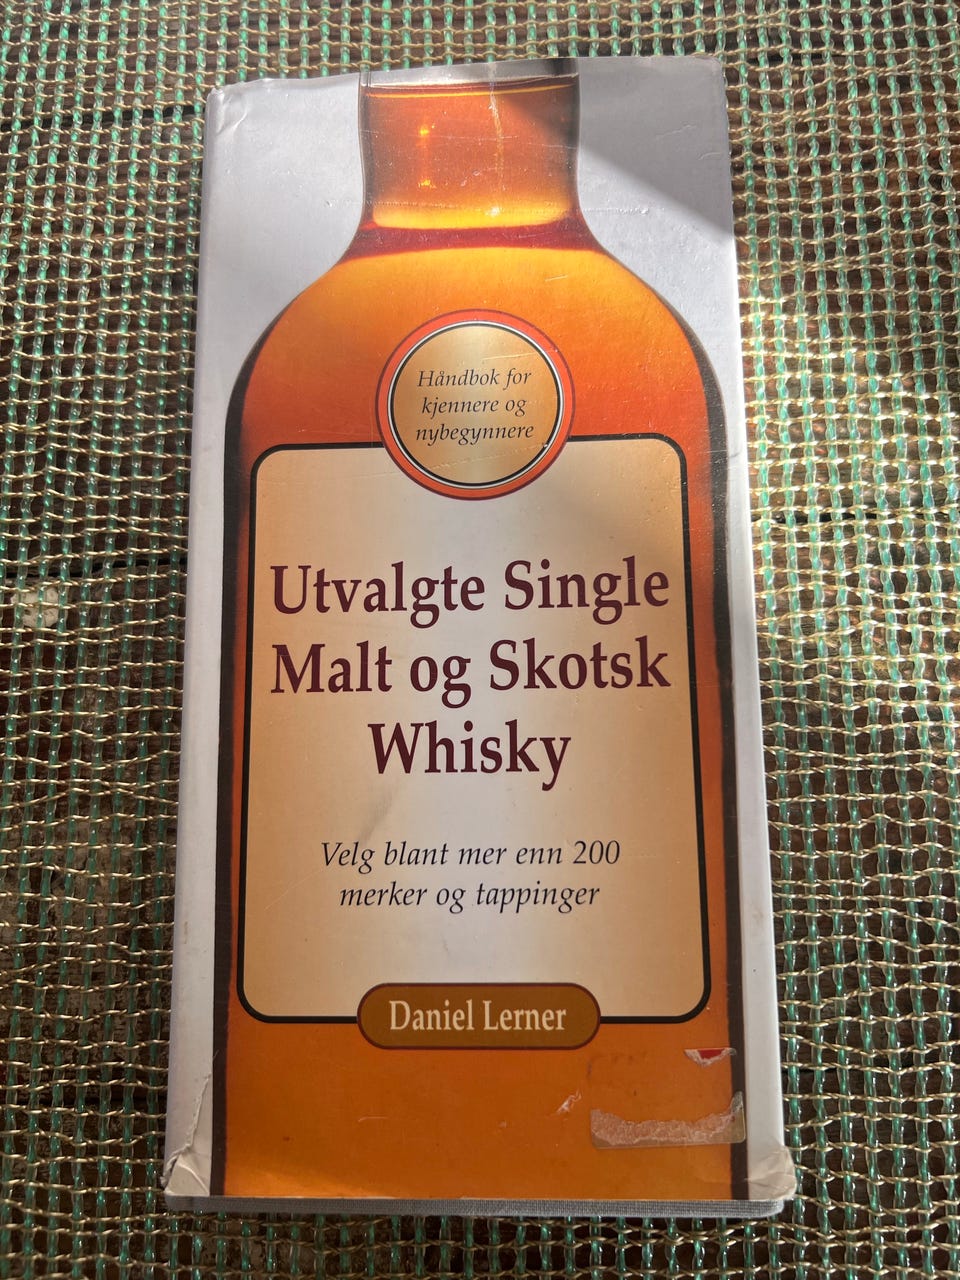 Håndbok for
kjennere og
nybegynnere
Utvalgte Single
Malt og Skotsk
Whisky
Velg blant mer enn 200
merker og tappinger
Daniel Lerner